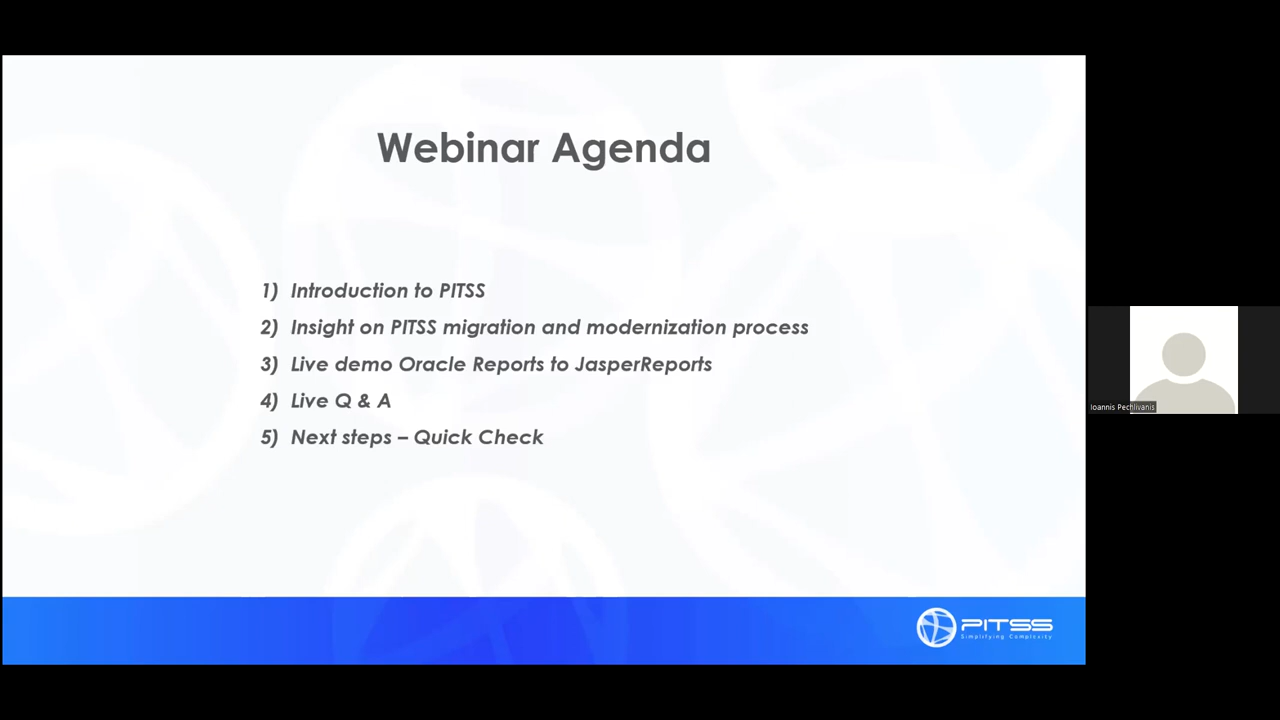 Webinar Agenda
1) Introduction to PITSS
2) Insight on PITSS migration and modernization process
3) Live demo Oracle Reports to JasperReports
4) Live Q & A
5) Next steps – Quick Check
Ioannis Pechlivanis
PITSS
Simplifying Complexity